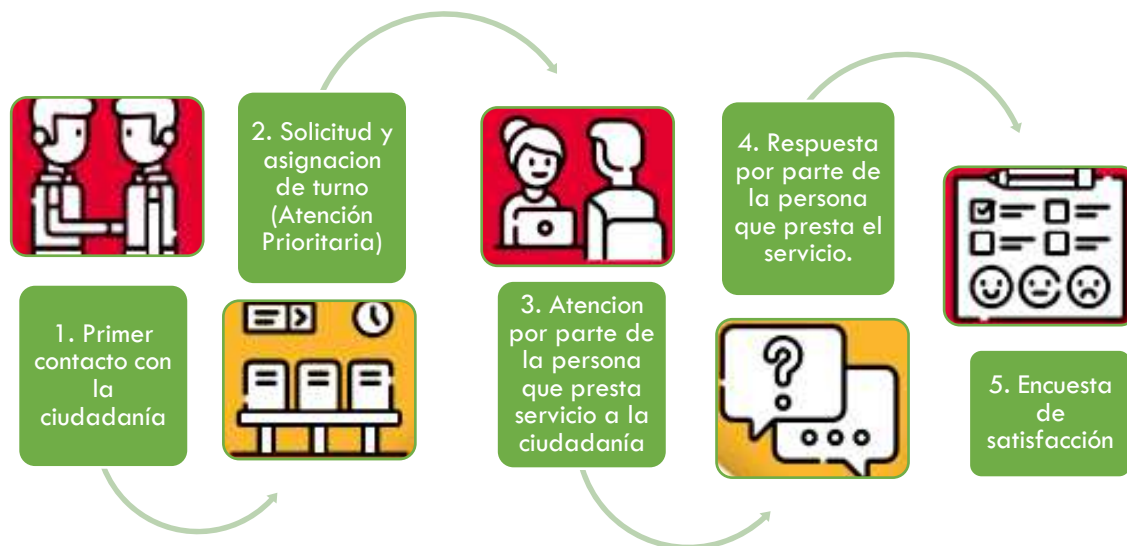 1. Primer
contacto con
la
ciudadanía
2. Solicitud y
asignacion
de turno
(Atención
Prioritaria)
3. Atencion
por parte de
la persona
que presta
servicio a la
ciudadanía
4. Respuesta
por parte de
la persona
que presta el
servicio.
5. Encuesta
de
satisfacción